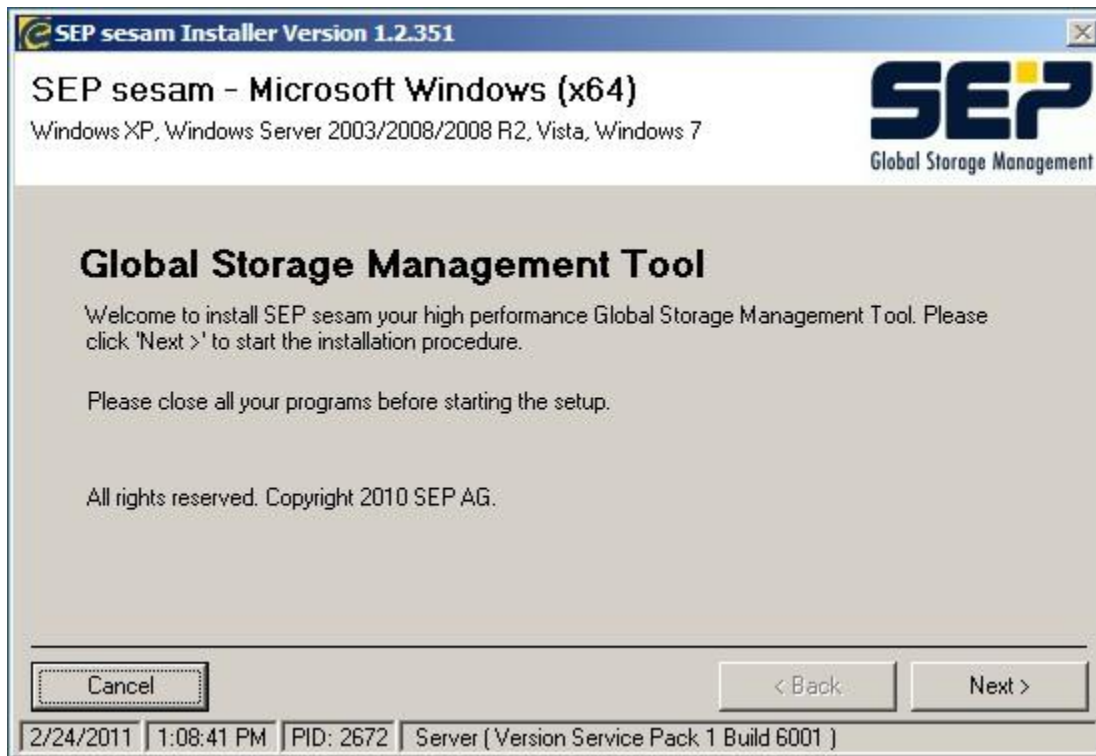 SEP sesam Installer Version 1.2.351
SEP sesam - Microsoft Windows (x64)
Windows XP, Windows Server 2003/2008/2008 R2, Vista, Windows 7
SEP
Global Storage Management
Global Storage Management Tool
Welcome to install SEP sesam your high performance Global Storage Management Tool. Please
click 'Next >' to start the installation procedure.
Please close all your programs before starting the setup.
All rights reserved. Copyright 2010 SEP AG.
Cancel
< Back
Next >
2/24/2011 1:08:41 PM PID: 2672 Server ( Version Service Pack 1 Build 6001 )